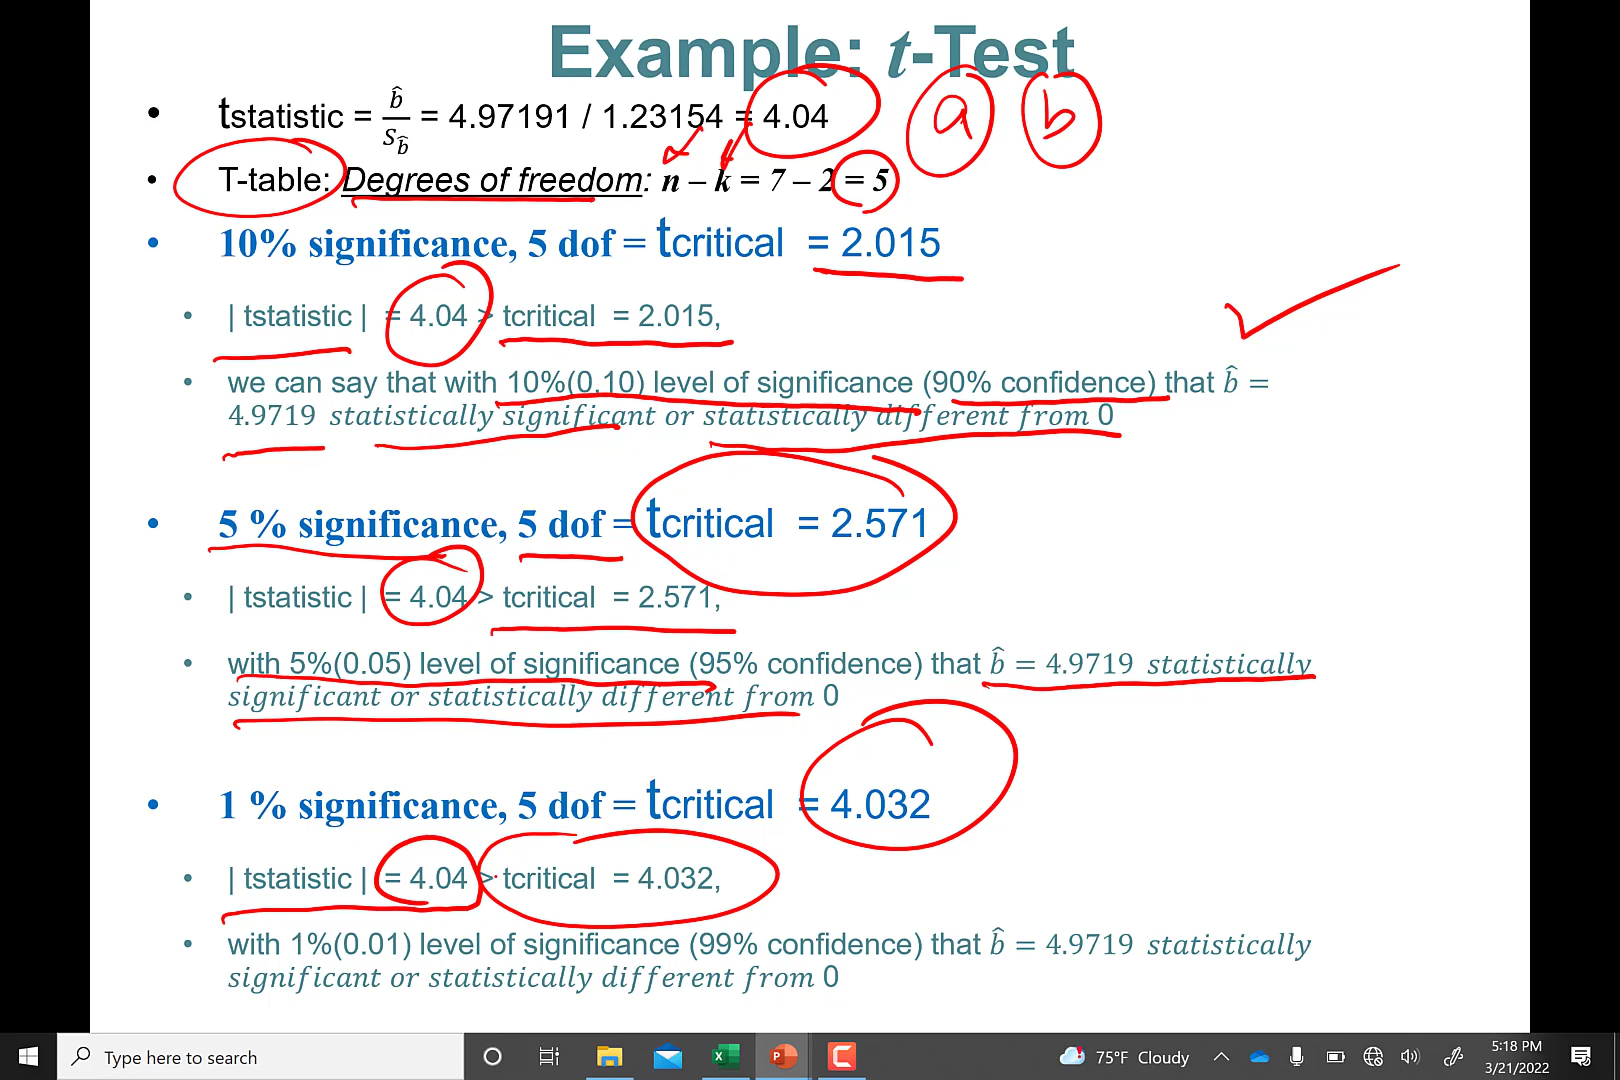 Example: t-Test
• tstatistic = b̂ / S_b̂ = 4.97191 / 1.23154 = 4.04
a b
• T-table: Degrees of freedom: n – k = 7 – 2 = 5
• 10% significance, 5 dof = tcritical = 2.015
• | tstatistic | = 4.04 > tcritical = 2.015,
• we can say that with 10%(0.10) level of significance (90% confidence) that b̂ =
4.9719 statistically significant or statistically different from 0
• 5 % significance, 5 dof = tcritical = 2.571
• | tstatistic | = 4.04 > tcritical = 2.571,
• with 5%(0.05) level of significance (95% confidence) that b̂ = 4.9719 statistically
significant or statistically different from 0
• 1 % significance, 5 dof = tcritical = 4.032
• | tstatistic | = 4.04 > tcritical = 4.032,
• with 1%(0.01) level of significance (99% confidence) that b̂ = 4.9719 statistically
significant or statistically different from 0
Type here to search
75°F Cloudy
5:18 PM
3/21/2022